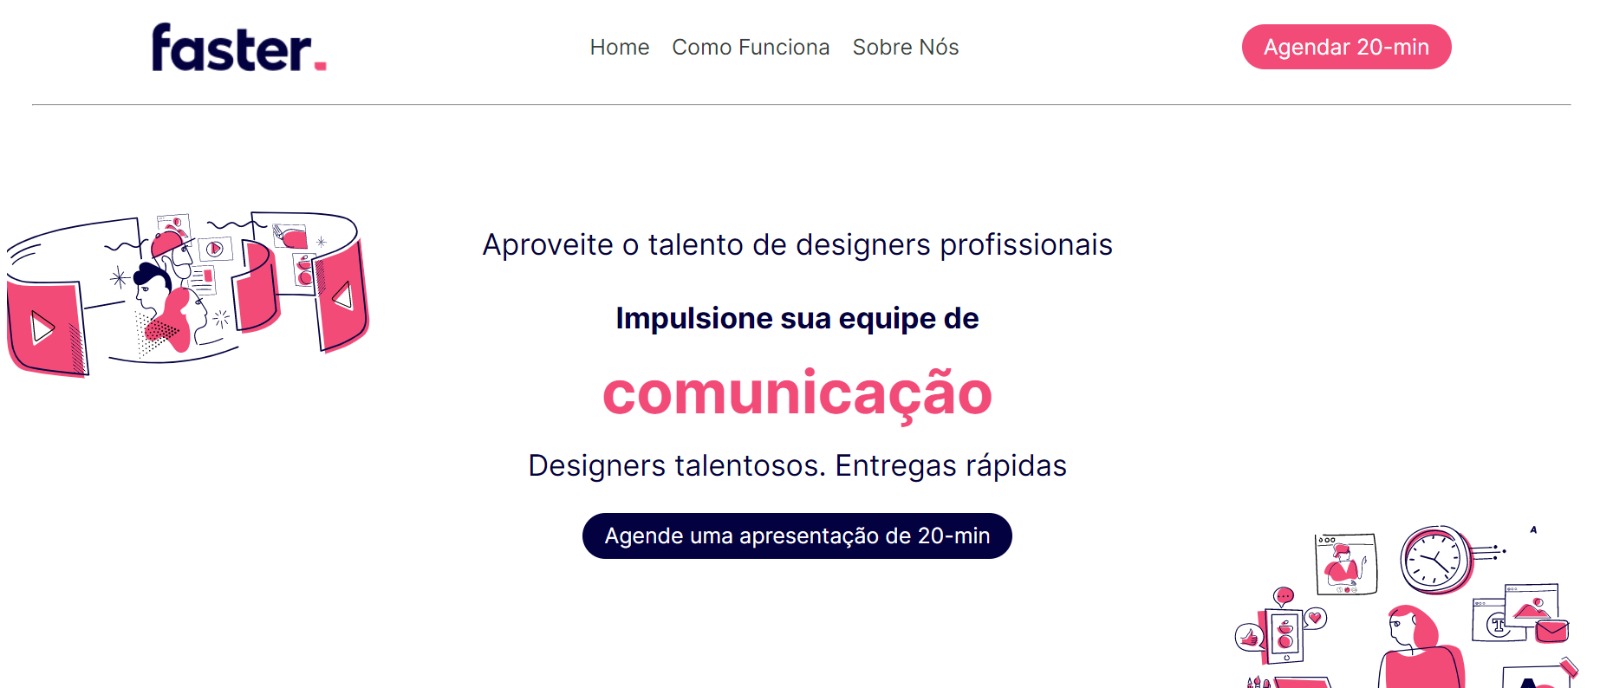 faster.
Home Como Funciona Sobre Nós
Agendar 20-min
Aproveite o talento de designers profissionais
Impulsione sua equipe de
comunicação
Designers talentosos. Entregas rápidas
Agende uma apresentação de 20-min
A
T